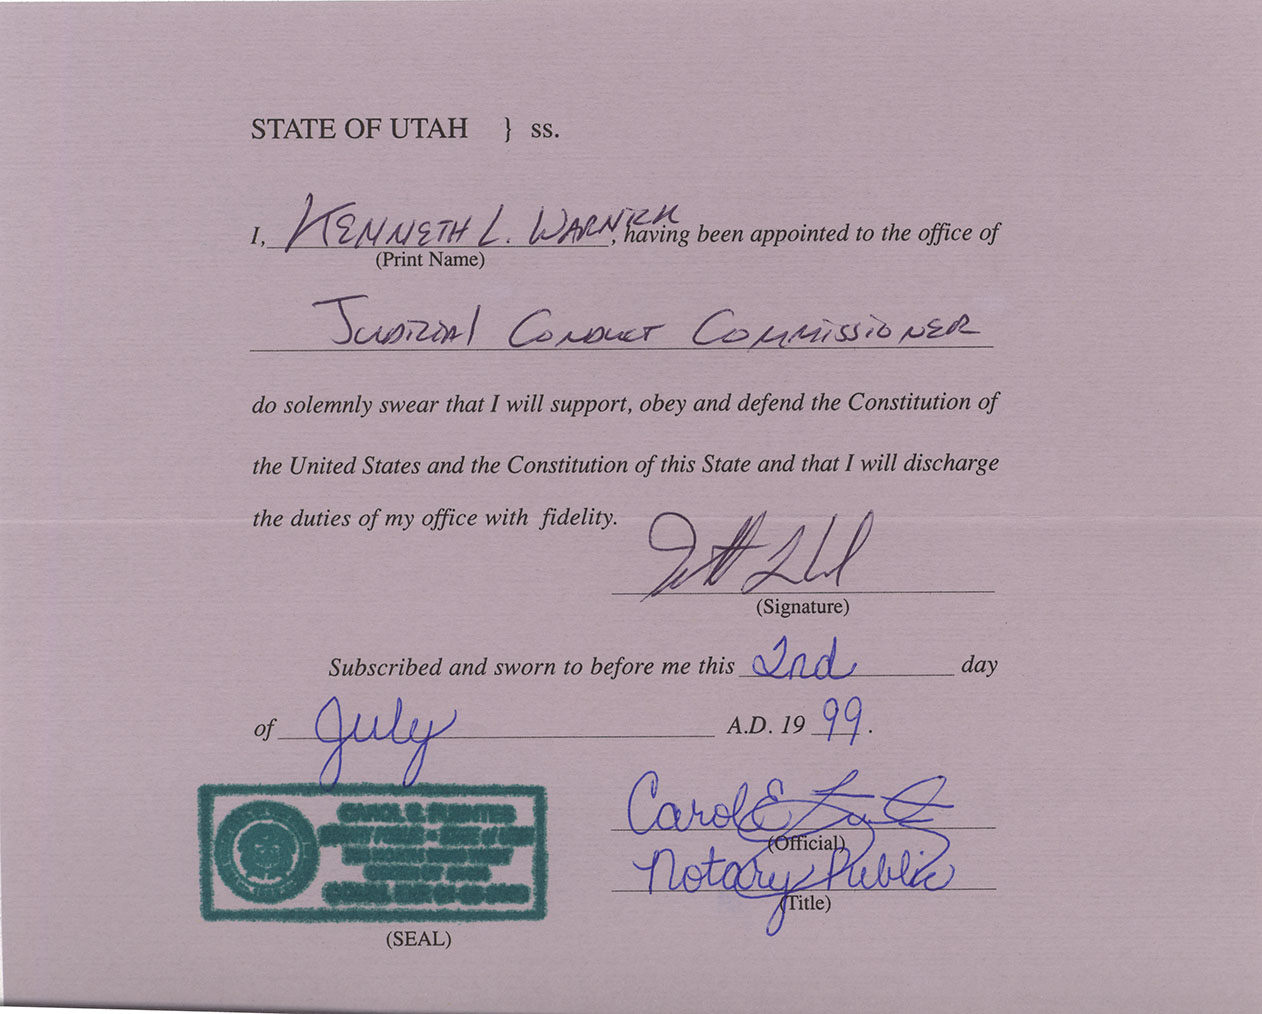 STATE OF UTAH } ss.
I, KENNETH L. WARNICK, having been appointed to the office of
(Print Name)
JUDICIAL CONDUCT COMMISSIONER
do solemnly swear that I will support, obey and defend the Constitution of
the United States and the Constitution of this State and that I will discharge
the duties of my office with fidelity.
(Signature)
Subscribed and sworn to before me this 2nd day
of July A.D. 19 99.
Carol E.
(Official)
Notary Public
(Title)
CAROL E. FUENTES
(SEAL)